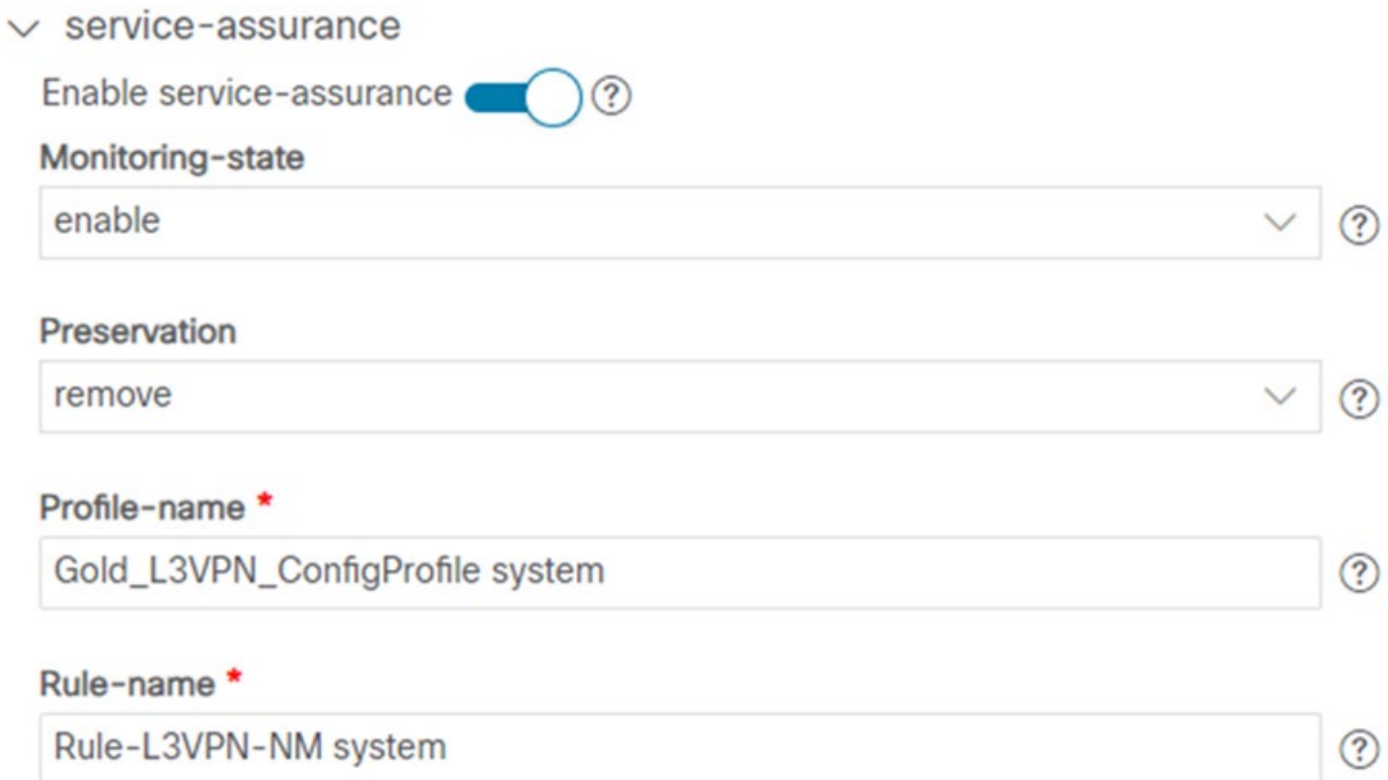 service-assurance
Enable service-assurance ?
Monitoring-state
enable
?
Preservation
remove
?
Profile-name *
Gold_L3VPN_ConfigProfile system
?
Rule-name *
Rule-L3VPN-NM system
?